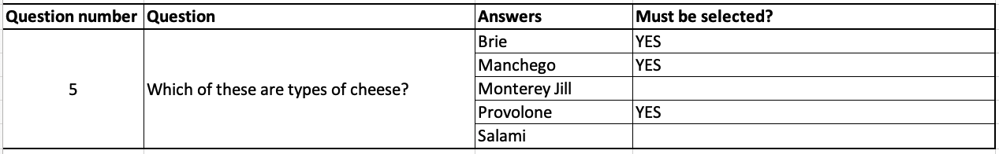 Question number Question Answers Must be selected?
Brie YES
Manchego YES
5 Which of these are types of cheese? Monterey Jill
Provolone YES
Salami